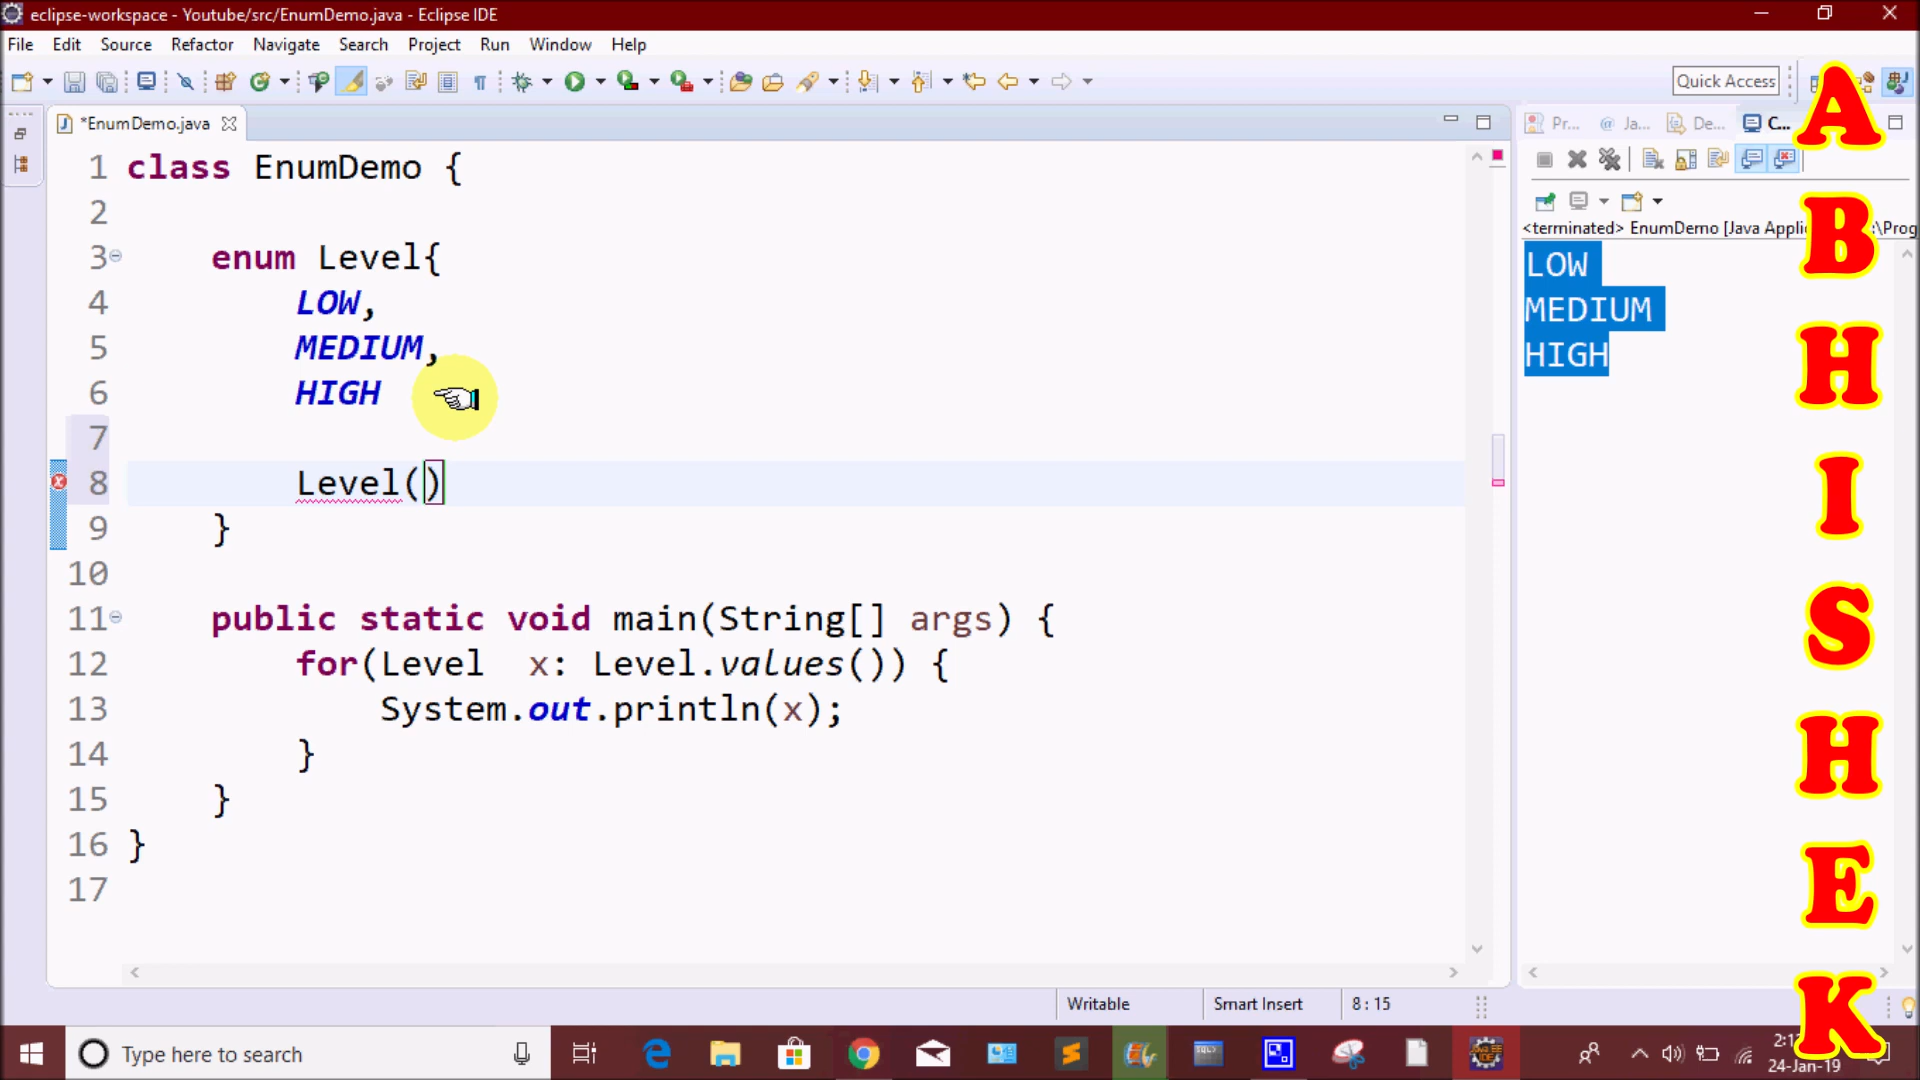 eclipse-workspace - Youtube/src/EnumDemo.java - Eclipse IDE
File Edit Source Refactor Navigate Search Project Run Window Help
Quick Access
*EnumDemo.java
Pr... @ Ja... De... C...
1 class EnumDemo {
2
3 enum Level{
4 LOW,
5 MEDIUM,
6 HIGH
7
8 Level()
9 }
10
11 public static void main(String[] args) {
12 for(Level x: Level.values()) {
13 System.out.println(x);
14 }
15 }
16 }
17
<terminated> EnumDemo [Java Appli
LOW
MEDIUM
HIGH
A
B
H
I
S
H
E
K
Writable Smart Insert 8 : 15
Type here to search
24-Jan-19